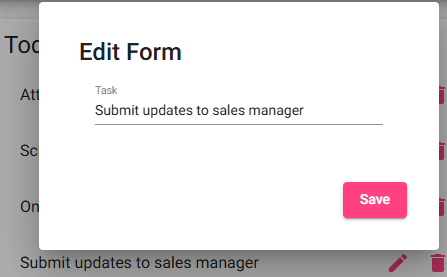 Edit Form
Task
Submit updates to sales manager
Save
Submit updates to sales manager